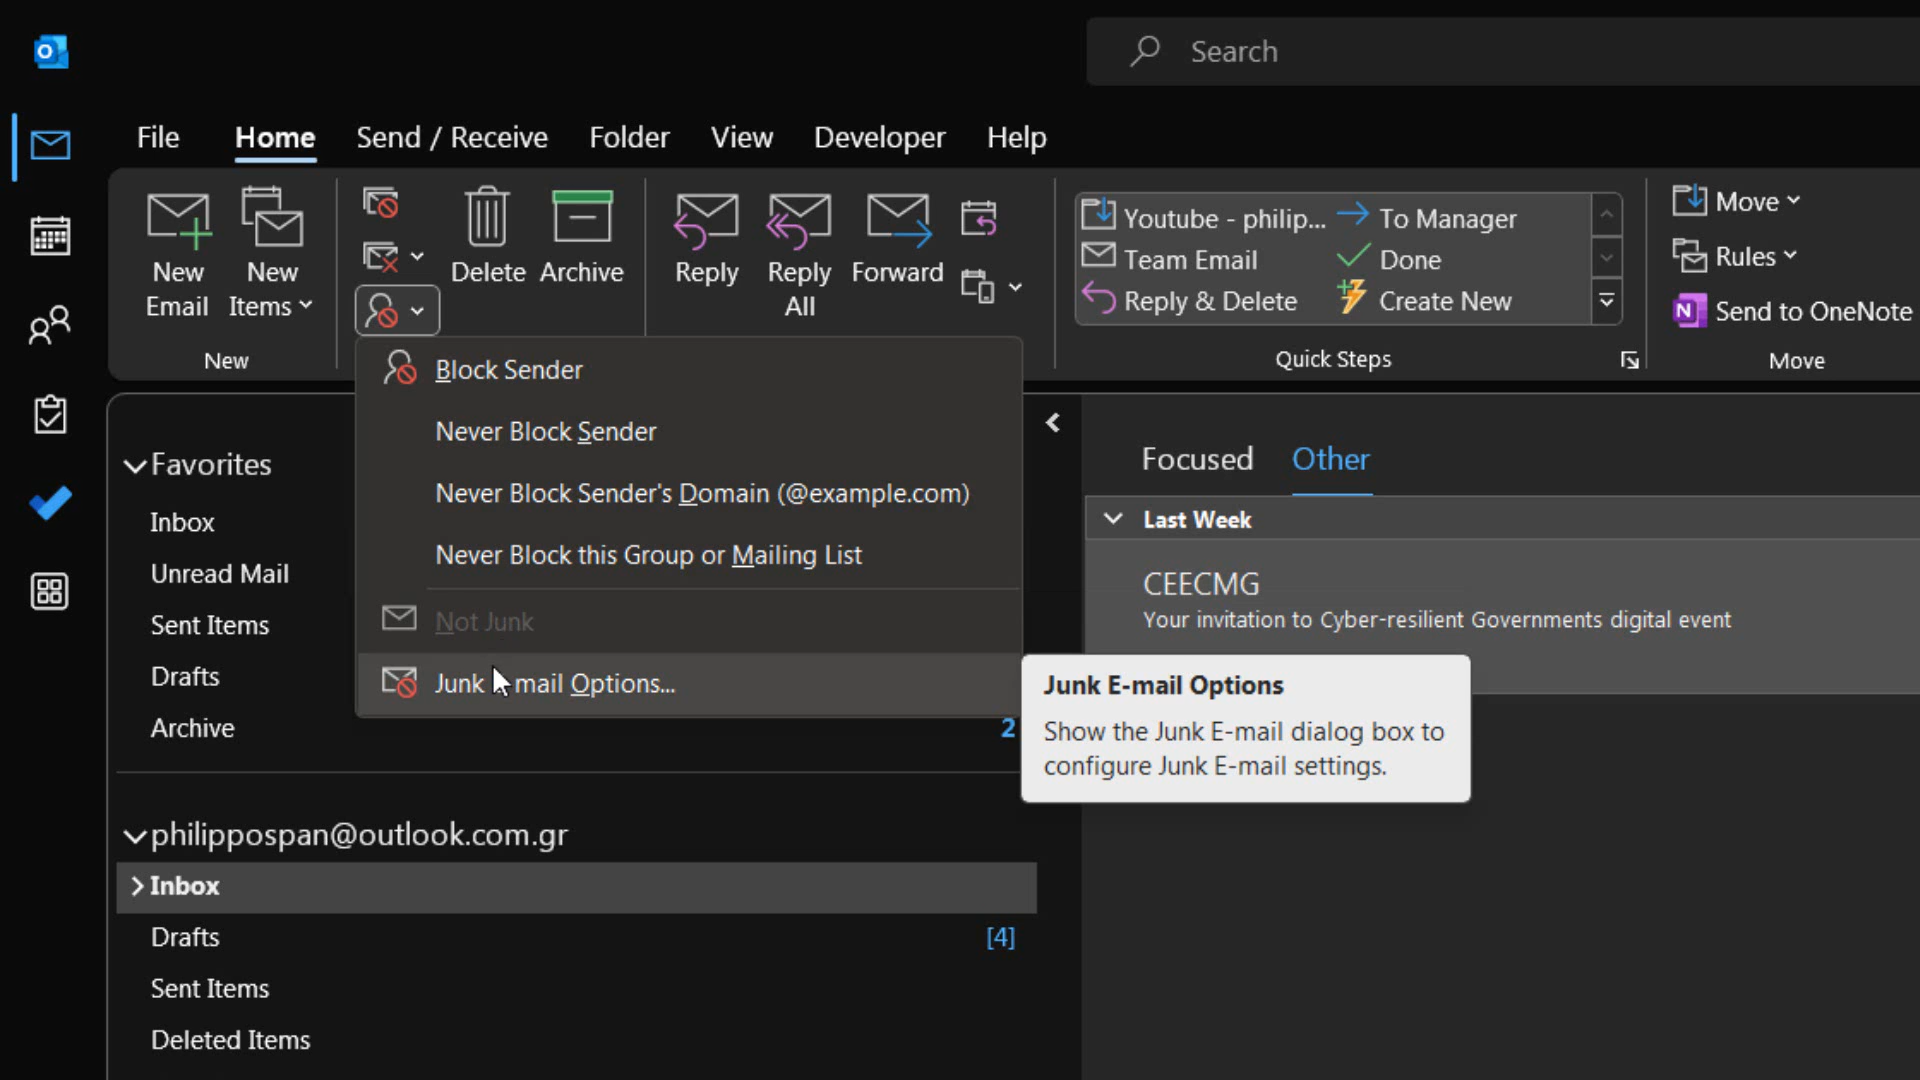 Search
File Home Send / Receive Folder View Developer Help
New Email
New Items
Delete
Archive
Reply
Reply All
Forward
Youtube - philip...
To Manager
Team Email
Done
Reply & Delete
Create New
Move
Rules
Send to OneNote
New
Quick Steps
Move
Block Sender
Never Block Sender
Never Block Sender's Domain (@example.com)
Never Block this Group or Mailing List
Not Junk
Junk E-mail Options...
Junk E-mail Options
Show the Junk E-mail dialog box to
configure Junk E-mail settings.
Favorites
Inbox
Unread Mail
Sent Items
Drafts
Archive 2
philippospan@outlook.com.gr
Inbox
Drafts [4]
Sent Items
Deleted Items
Focused Other
Last Week
CEECMG
Your invitation to Cyber-resilient Governments digital event